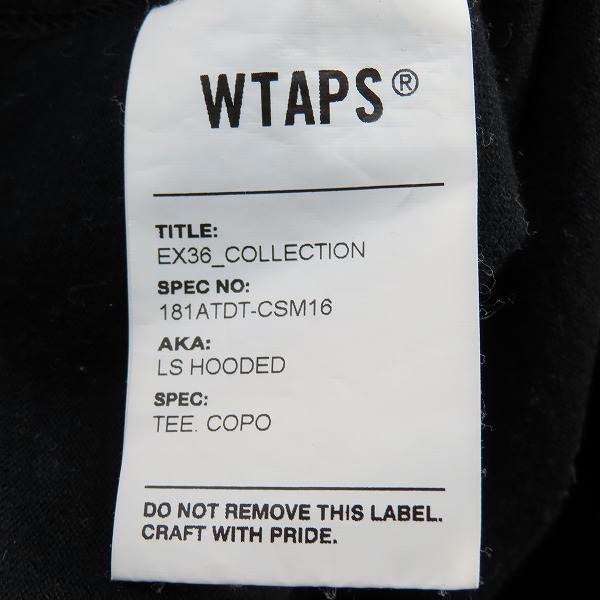 WTAPS®
TITLE:
EX36_COLLECTION
SPEC NO:
181ATDT-CSM16
AKA:
LS HOODED
SPEC:
TEE. COPO
DO NOT REMOVE THIS LABEL.
CRAFT WITH PRIDE.